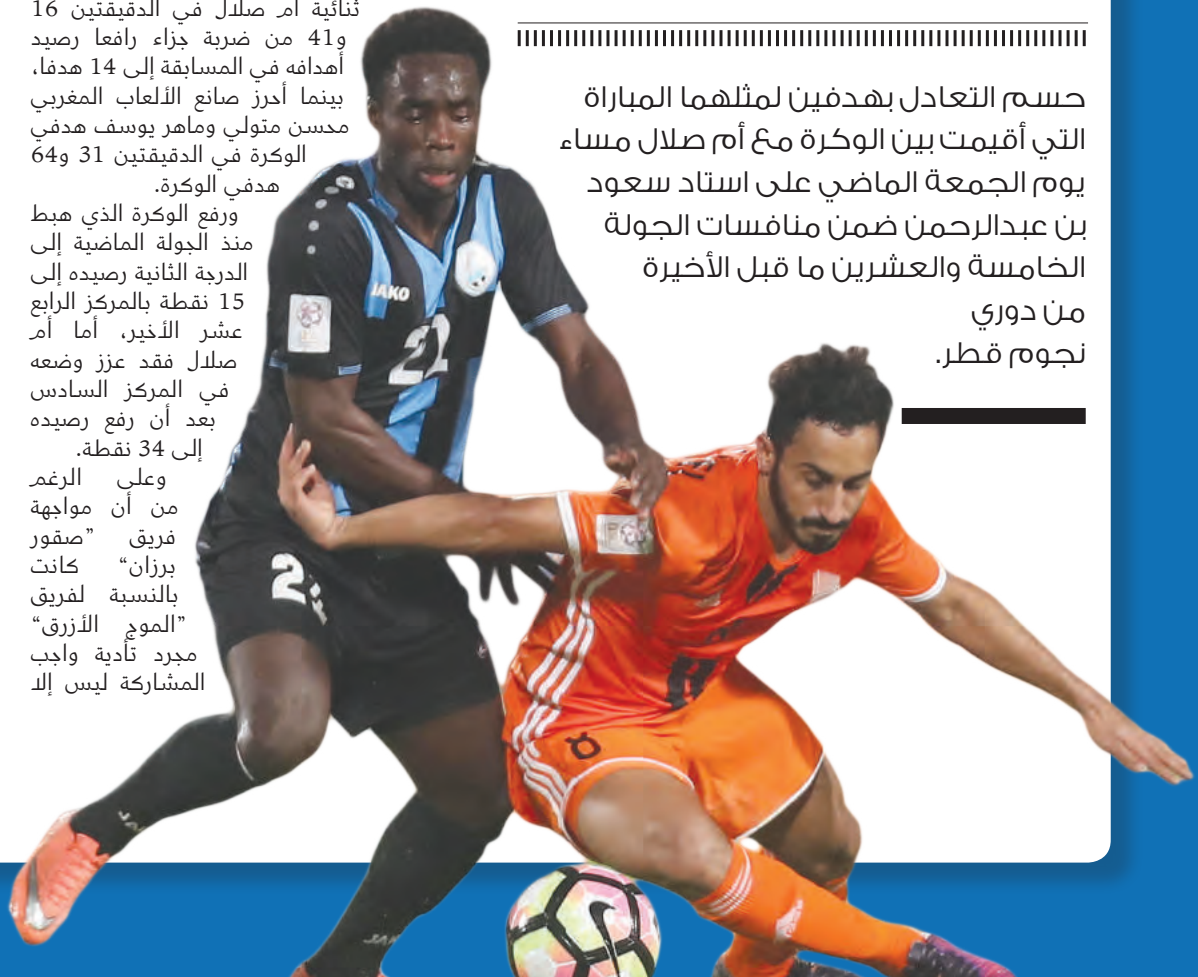 حسم التعادل بهدفين لمثلهما المباراة
التي أقيمت بين الوكرة مع أم صلال مساء
يوم الجمعة الماضي على استاد سعود
بن عبدالرحمن ضمن منافسات الجولة
الخامسة والعشرين ما قبل الأخيرة
من دوري
نجوم قطر.
ثنائية أم صلال في الدقيقتين 16
و41 من ضربة جزاء رافعا رصيد
أهدافه في المسابقة إلى 14 هدفا،
بينما أحرز صانع الألعاب المغربي
محسن متولي وماهر يوسف هدفي
الوكرة في الدقيقتين 31 و64
هدفي الوكرة.
ورفع الوكرة الذي هبط
منذ الجولة الماضية إلى
الدرجة الثانية رصيده إلى
15 نقطة بالمركز الرابع
عشر الأخير، أما أم
صلال فقد عزز وضعه
في المركز السادس
بعد أن رفع رصيده
إلى 34 نقطة.
وعلى الرغم
من أن مواجهة
فريق ”صقور
برزان“ كانت
بالنسبة لفريق
”الموج الأزرق“
مجرد تأدية واجب
المشاركة ليس إلا
JAKO